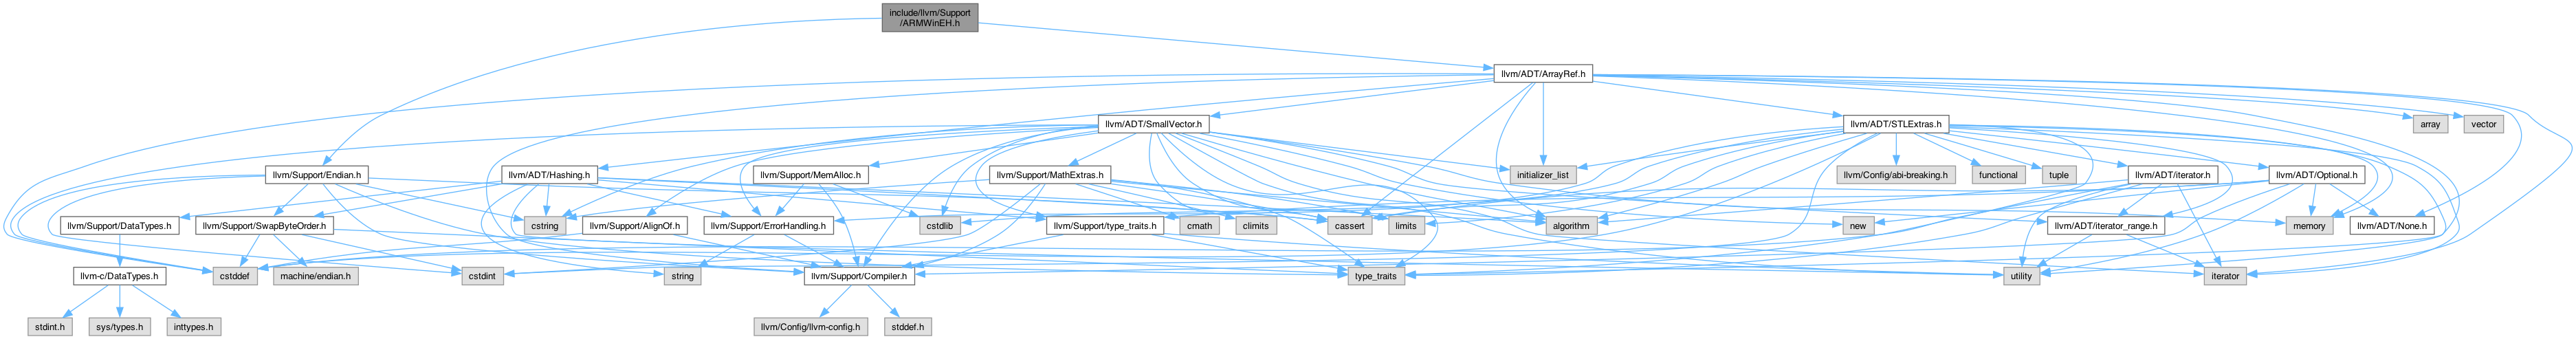 include/llvm/Support
/ARMWinEH.h
llvm/ADT/ArrayRef.h
llvm/ADT/SmallVector.h
llvm/ADT/STLExtras.h
array
vector
llvm/Support/Endian.h
llvm/ADT/Hashing.h
llvm/Support/MemAlloc.h
llvm/Support/MathExtras.h
initializer_list
llvm/Config/abi-breaking.h
functional
tuple
llvm/ADT/iterator.h
llvm/ADT/Optional.h
llvm/Support/DataTypes.h
llvm/Support/SwapByteOrder.h
cstring
llvm/Support/AlignOf.h
llvm/Support/ErrorHandling.h
cstdlib
llvm/Support/type_traits.h
cmath
climits
cassert
limits
algorithm
new
llvm/ADT/iterator_range.h
memory
llvm/ADT/None.h
llvm-c/DataTypes.h
cstddef
machine/endian.h
cstdint
string
llvm/Support/Compiler.h
type_traits
utility
iterator
stdint.h
sys/types.h
inttypes.h
llvm/Config/llvm-config.h
stddef.h